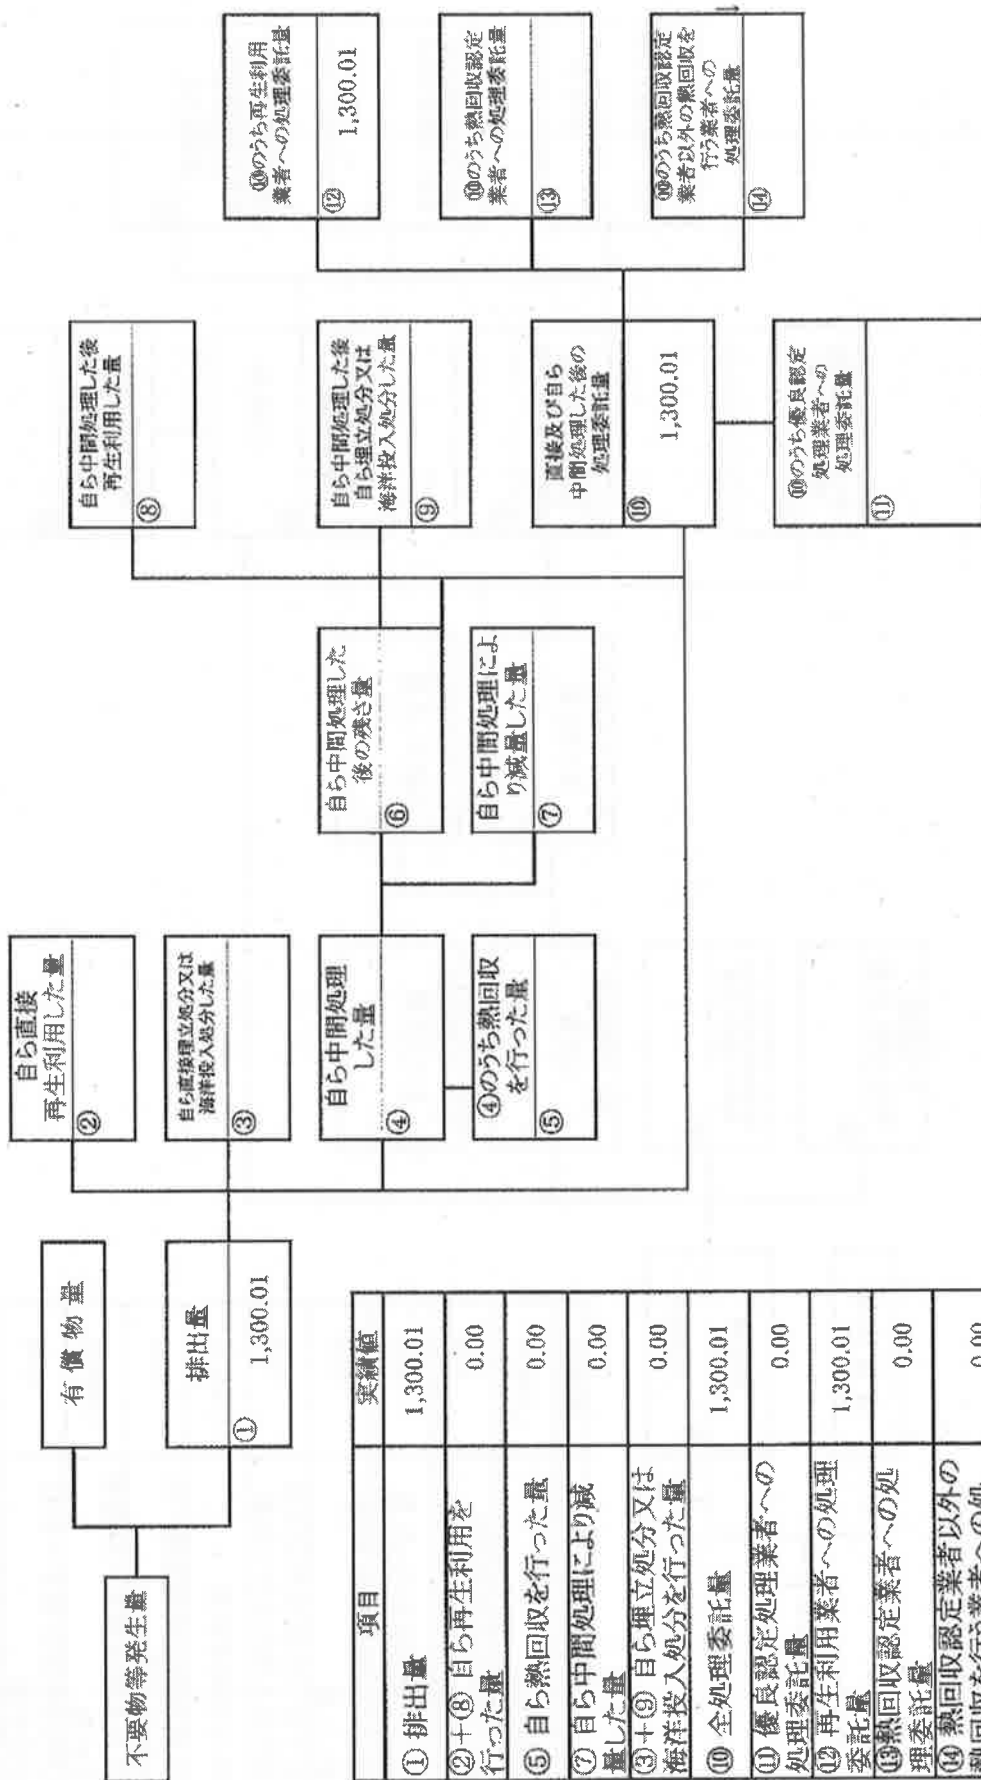 不要物等発生量
有償物量
排出量
①
1,300.01
自ら直接
再生利用した量
②
自ら直接埋立処分又は
海洋投入処分した量
③
自ら中間処理
した量
④
④のうち熱回収
を行った量
⑤
自ら中間処理した
後の残さ量
⑥
自ら中間処理によ
り減量した量
⑦
自ら中間処理した後
再生利用した量
⑧
自ら中間処理した後
自ら埋立処分又は
海洋投入処分した量
⑨
直接及び自ら
中間処理した後の
処理委託量
⑩
1,300.01
⑩のうち優良認定
処理業者への
処理委託量
⑪
⑩のうち再生利用
業者への処理委託量
⑫
1,300.01
⑩のうち熱回収認定
業者への処理委託量
⑬
⑩のうち熱回収認定
業者以外の熱回収を
行う業者への
処理委託量
⑭
項目 実績値
① 排出量 1,300.01
②+⑧ 自ら再生利用を
行った量 0.00
⑤ 自ら熱回収を行った量 0.00
⑦ 自ら中間処理により減
量した量 0.00
③+⑨ 自ら埋立処分又は
海洋投入処分を行った量 0.00
⑩ 全処理委託量 1,300.01
⑪ 優良認定処理業者への
処理委託量 0.00
⑫ 再生利用業者への処理
委託量 1,300.01
⑬熱回収認定業者への処
理委託量 0.00
⑭ 熱回収認定業者以外の
熱回収を行う業者への処 0.00